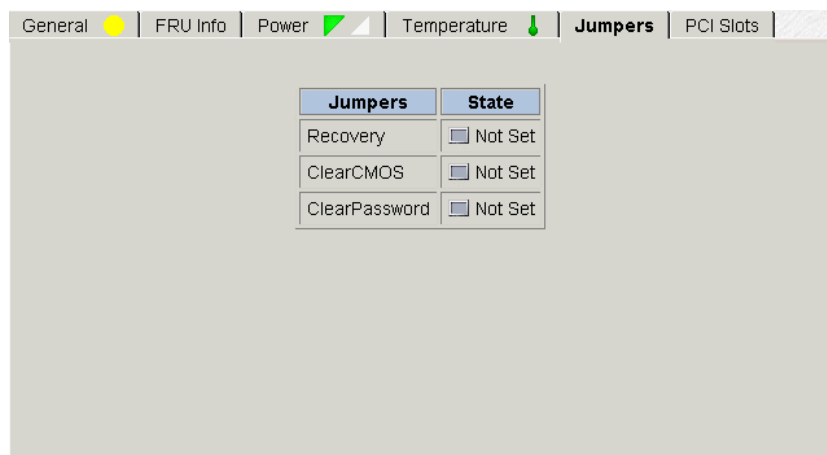 General FRU Info Power Temperature Jumpers PCI Slots
Jumpers State
Recovery Not Set
ClearCMOS Not Set
ClearPassword Not Set